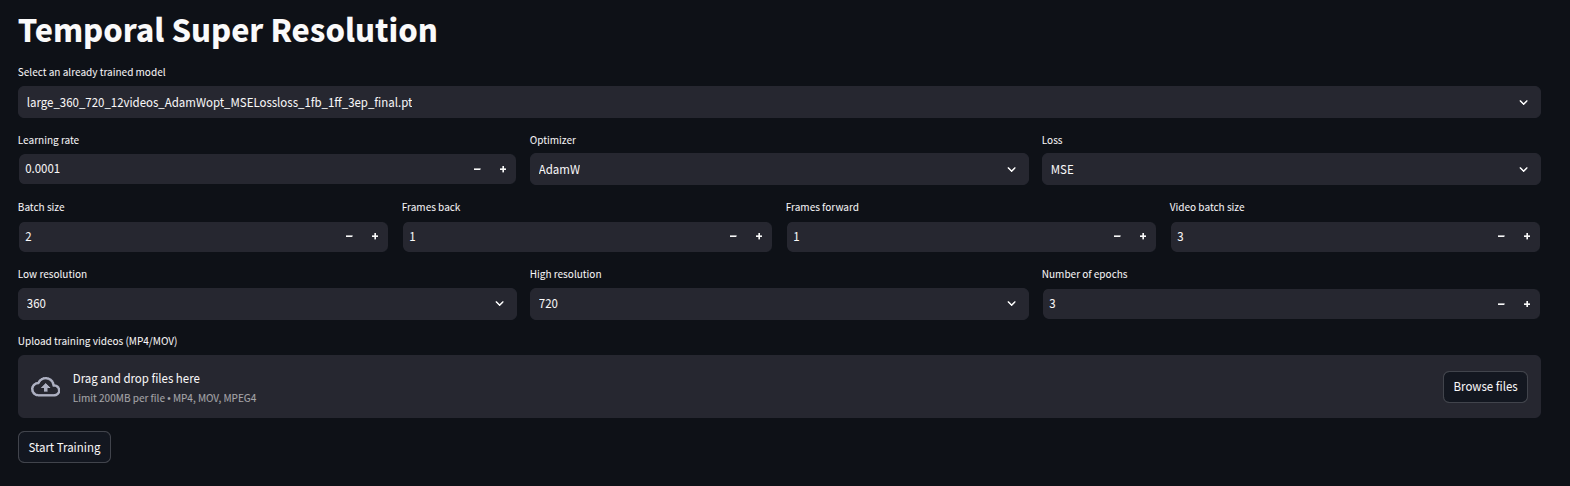 Temporal Super Resolution
Select an already trained model
large_360_720_12videos_AdamWopt_MSELossloss_1fb_1ff_3ep_final.pt
Learning rate
Optimizer
Loss
0.0001
AdamW
MSE
Batch size
Frames back
Frames forward
Video batch size
2
1
1
3
Low resolution
High resolution
Number of epochs
360
720
3
Upload training videos (MP4/MOV)
Drag and drop files here
Limit 200MB per file • MP4, MOV, MPEG4
Browse files
Start Training